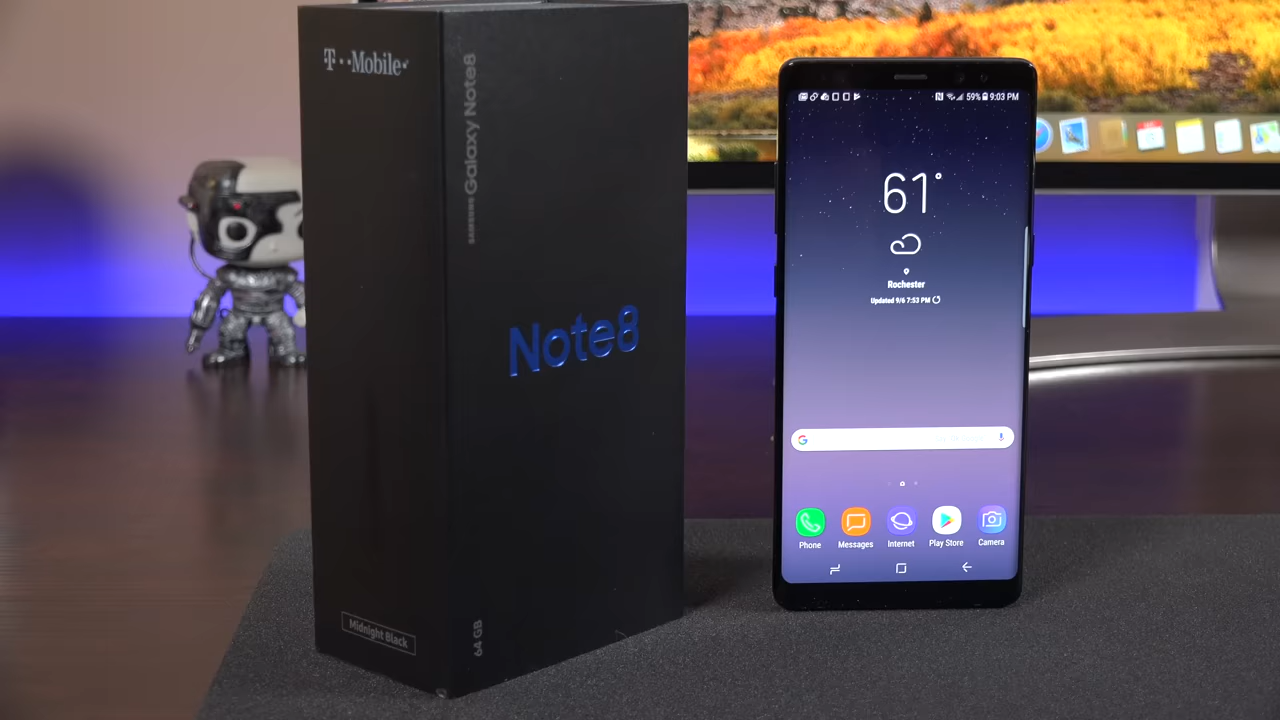 T··Mobile·
SAMSUNG Galaxy Note8
Note8
Midnight Black
64 GB
59% 9:03 PM
61°
Rochester
Updated 9/6 7:53 PM
Phone
Messages
Internet
Play Store
Camera